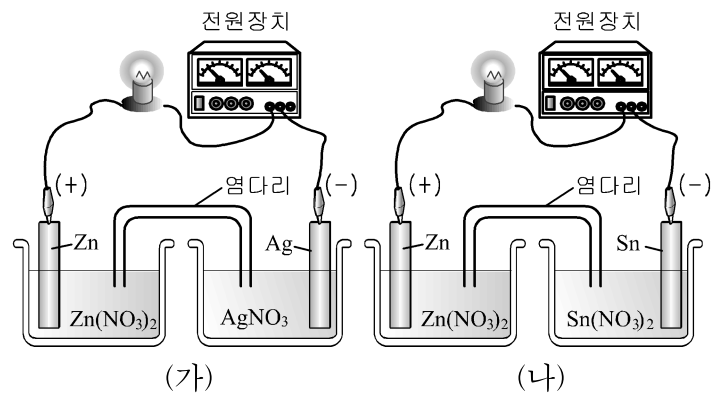 전원장치
전원장치
(+)
염다리
(-)
(+)
염다리
(-)
Zn
Ag
Zn
Sn
Zn(NO₃)₂
AgNO₃
Zn(NO₃)₂
Sn(NO₃)₂
(가)
(나)